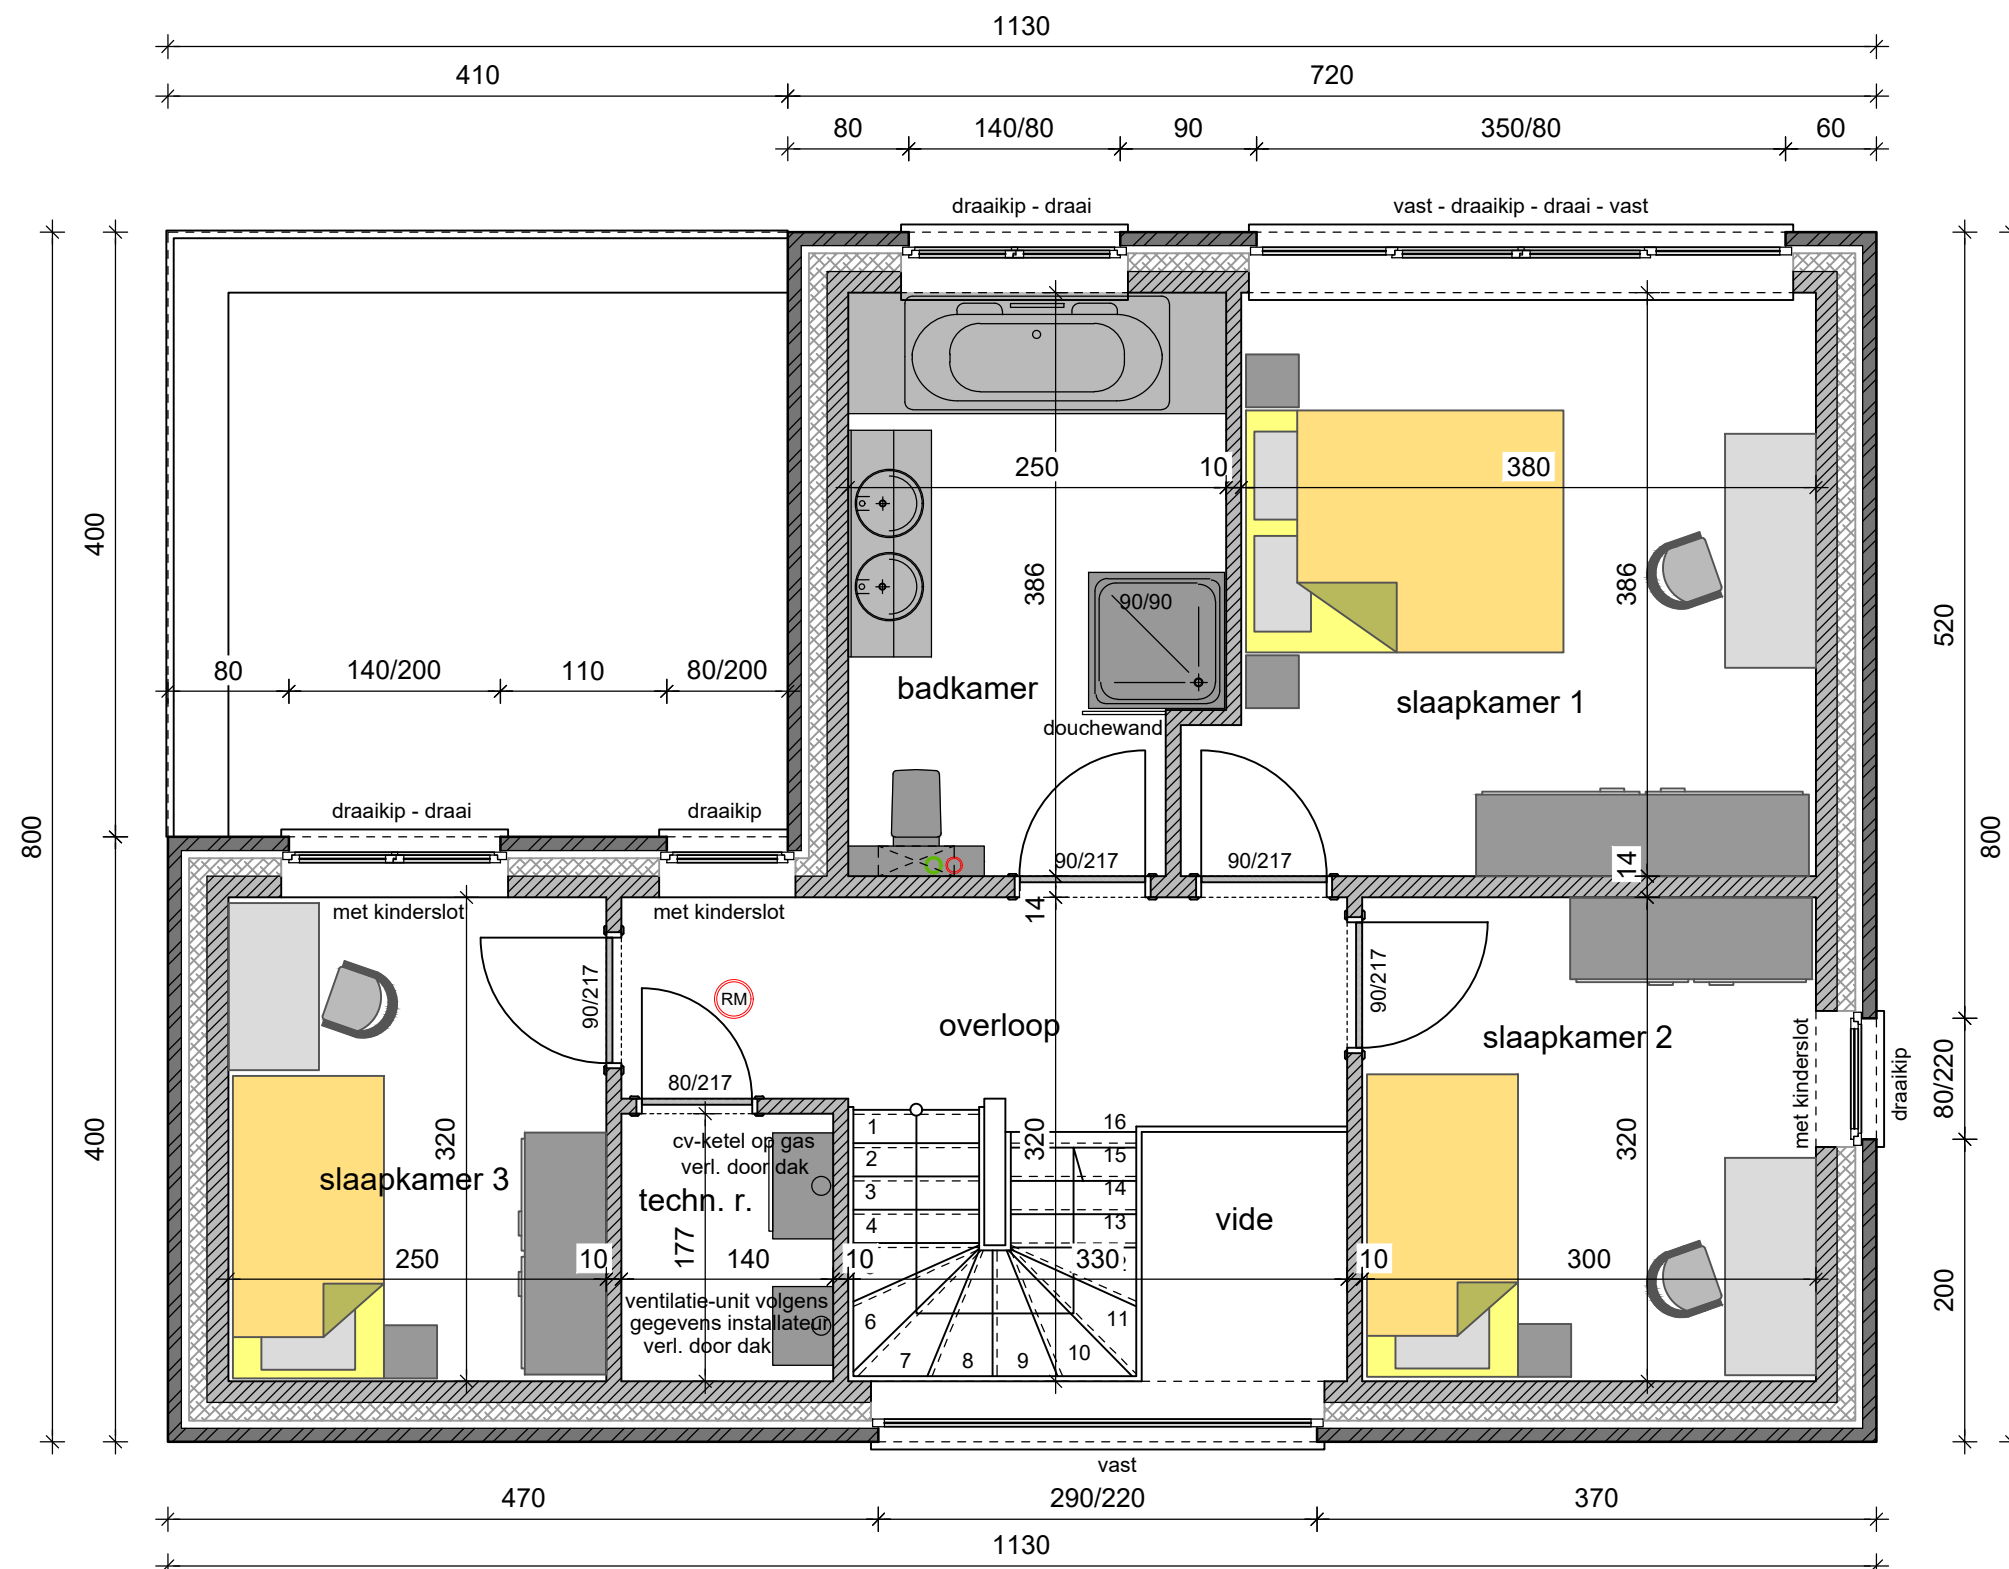 1130
410
720
80
140/80
90
350/80
60
draaikip - draai
vast - draaikip - draai - vast
250
10
380
400
386
386
90/90
520
80
140/200
110
80/200
badkamer
slaapkamer 1
douchewand
draaikip - draai
draaikip
800
800
90/217
90/217
14
14
met kinderslot
met kinderslot
90/217
RM
90/217
overloop
slaapkamer 2
met kinderslot
draaikip
80/220
80/217
400
320
cv-ketel op gas
verl. door dak
1
2
3
4
320
16
15
14
13
320
slaapkamer 3
techn. r.
vide
177
250
10
140
10
330
10
300
200
ventilatie-unit volgens
gegevens installateur
verl. door dak
6
7
8
9
10
11
vast
470
290/220
370
1130